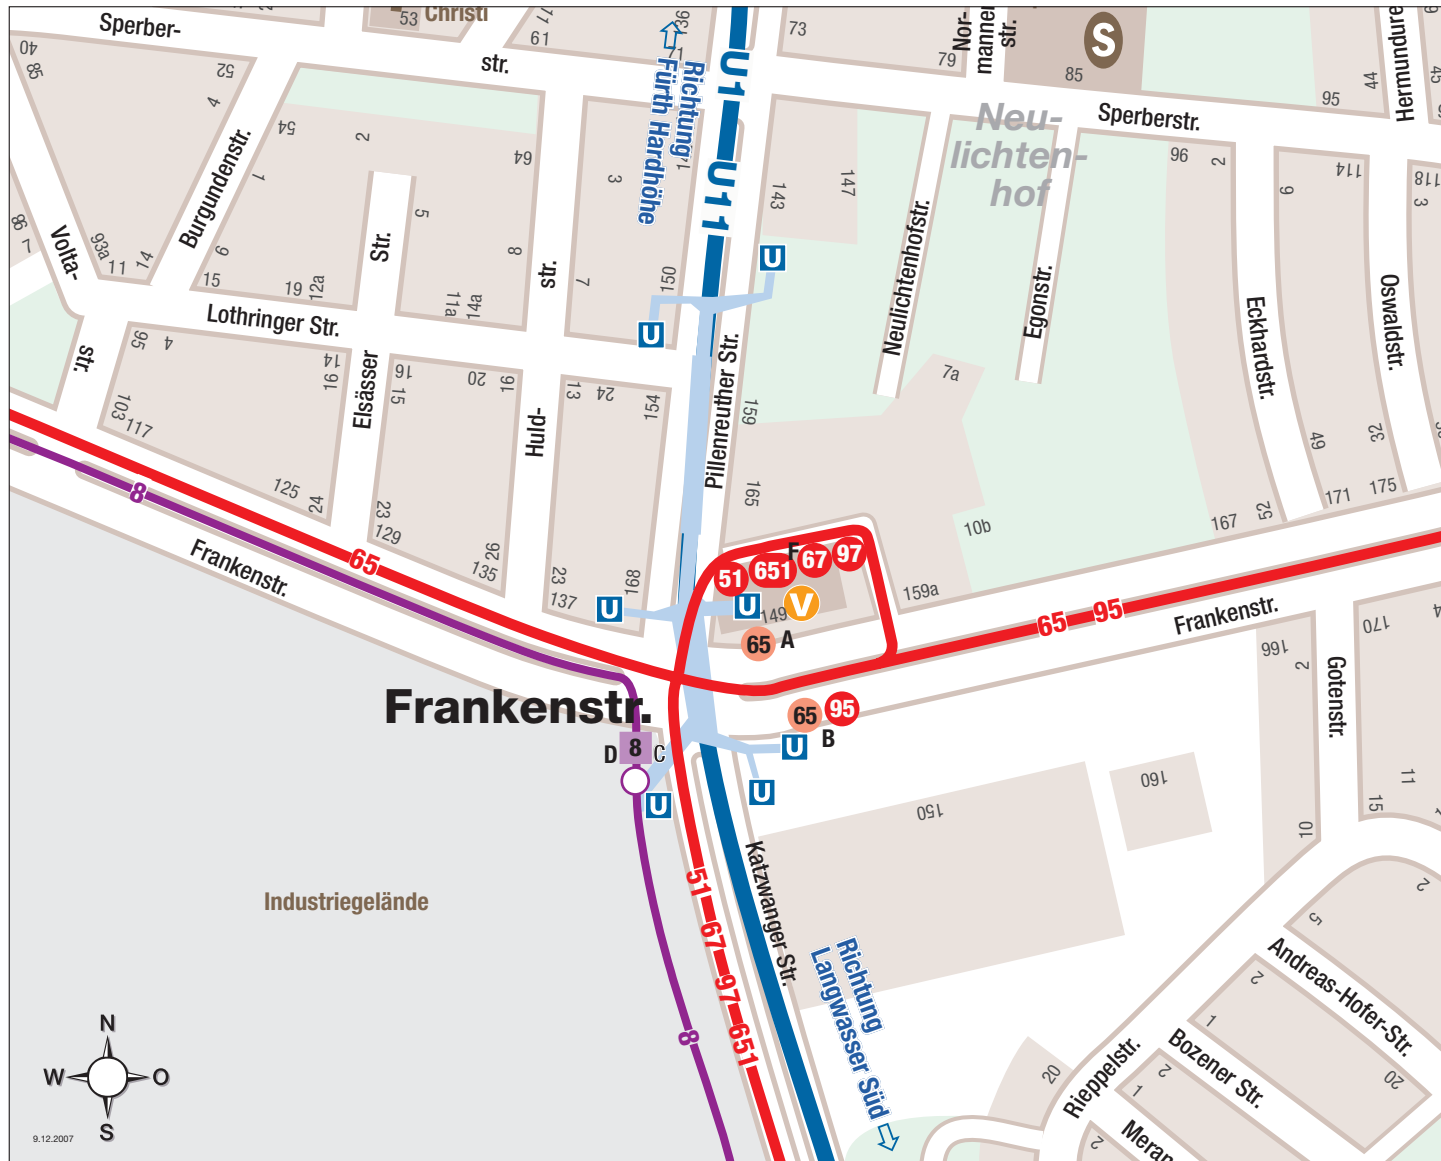 Christi
53
Sperber-
str.
Nor-
mannen
str.
S
Hermundure
40
85
52
4
11
19
136
71
73
79
85
95
44
45
U1
U11
Richtung
Fürth Hardhöhe
Neu-
lichten-
hof
Sperberstr.
96
2
9
114
118
3
54
2
64
1
5
3
143
147
Burgundenstr.
Volta-
str.
86
7
93a
11
14
6
15
19
12a
Str.
11a
14a
8
str.
7
150
U
U
Lothringer Str.
Neulichtenhofstr.
Egonstr.
Eckhardstr.
Oswaldstr.
95
4
14
16
16
15
20
16
13
24
154
7a
103
117
Elsässer
Huld-
Pillenreuther Str.
159
165
125
24
23
129
26
135
23
137
168
49
32
171
175
167
52
10b
159a
8
65
Frankenstr.
F
51
651
67
97
U
U
149
V
65
A
65
95
Frankenstr.
166
2
170
4
Gotenstr.
Frankenstr.
65
95
B
U
U
U
D
8
C
150
160
10
15
11
Industriegelände
51
67
97
651
8
Katzwanger Str.
Richtung
Langwasser Süd
2
5
Andreas-Hofer-Str.
2
1
Bozener Str.
20
2
1
Rieppelstr.
20
2
Meran
N
W
O
S
9.12.2007